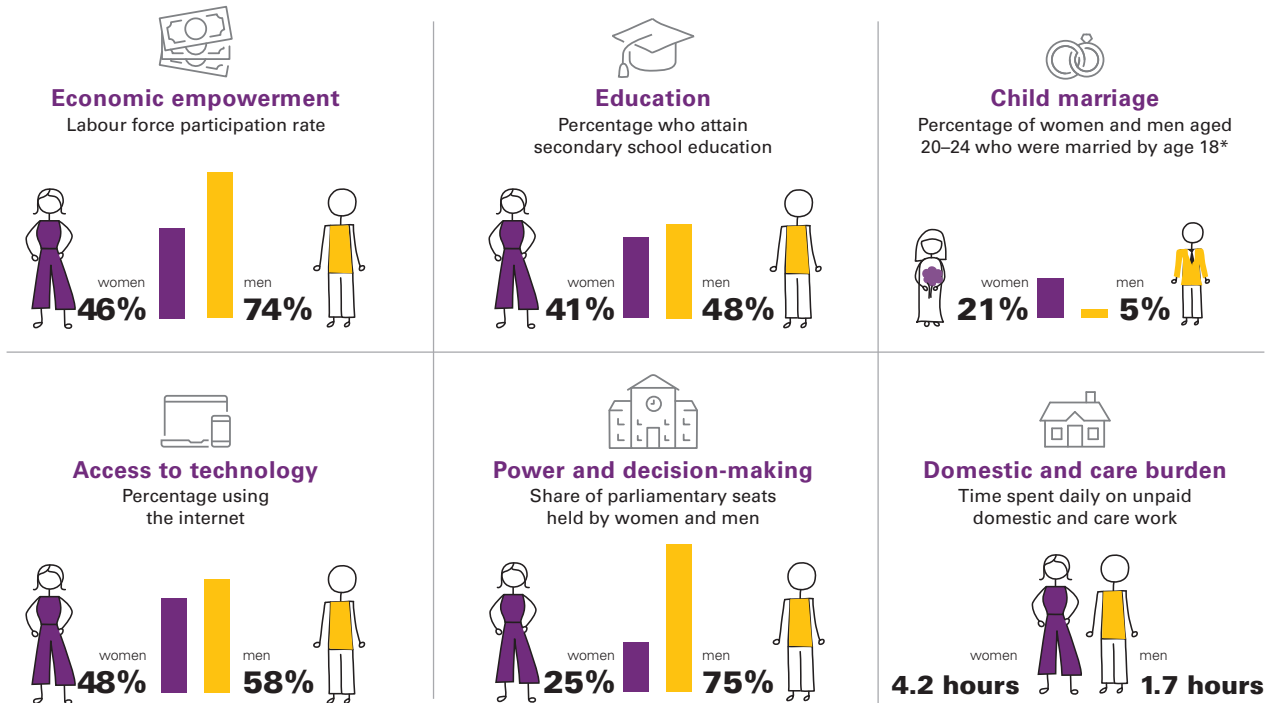 Economic empowerment
Labour force participation rate
women
46%
men
74%
Education
Percentage who attain
secondary school education
women
41%
men
48%
Child marriage
Percentage of women and men aged
20–24 who were married by age 18*
women
21%
men
5%
Access to technology
Percentage using
the internet
women
48%
men
58%
Power and decision-making
Share of parliamentary seats
held by women and men
women
25%
men
75%
Domestic and care burden
Time spent daily on unpaid
domestic and care work
women
4.2 hours
men
1.7 hours